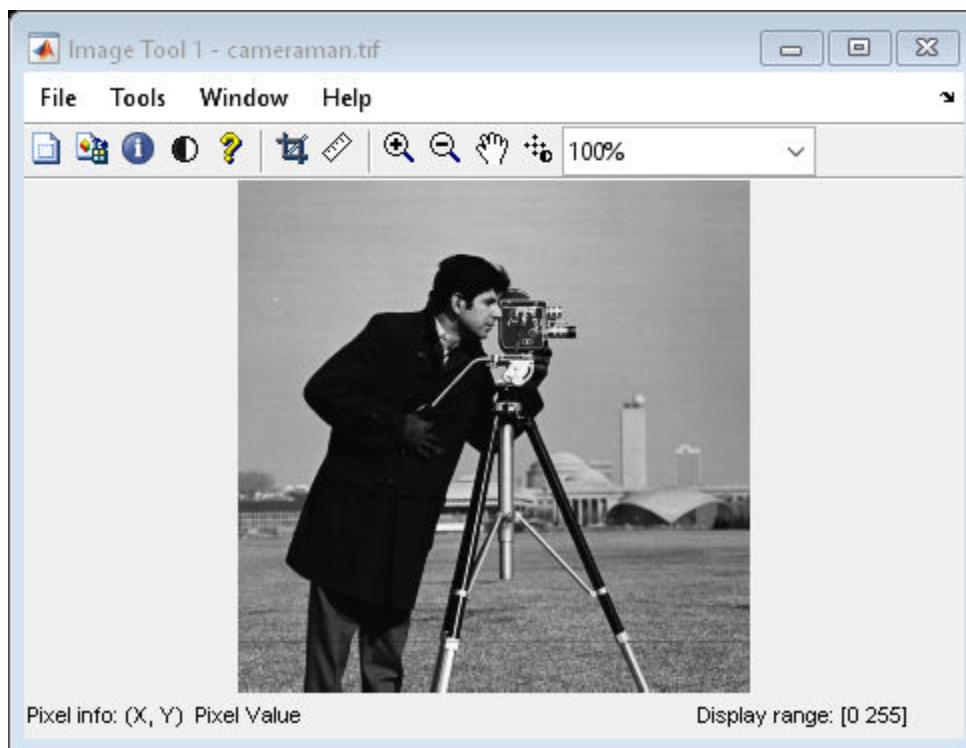 Image Tool 1 - cameraman.tif
File Tools Window Help
100%
Pixel info: (X, Y) Pixel Value
Display range: [0 255]